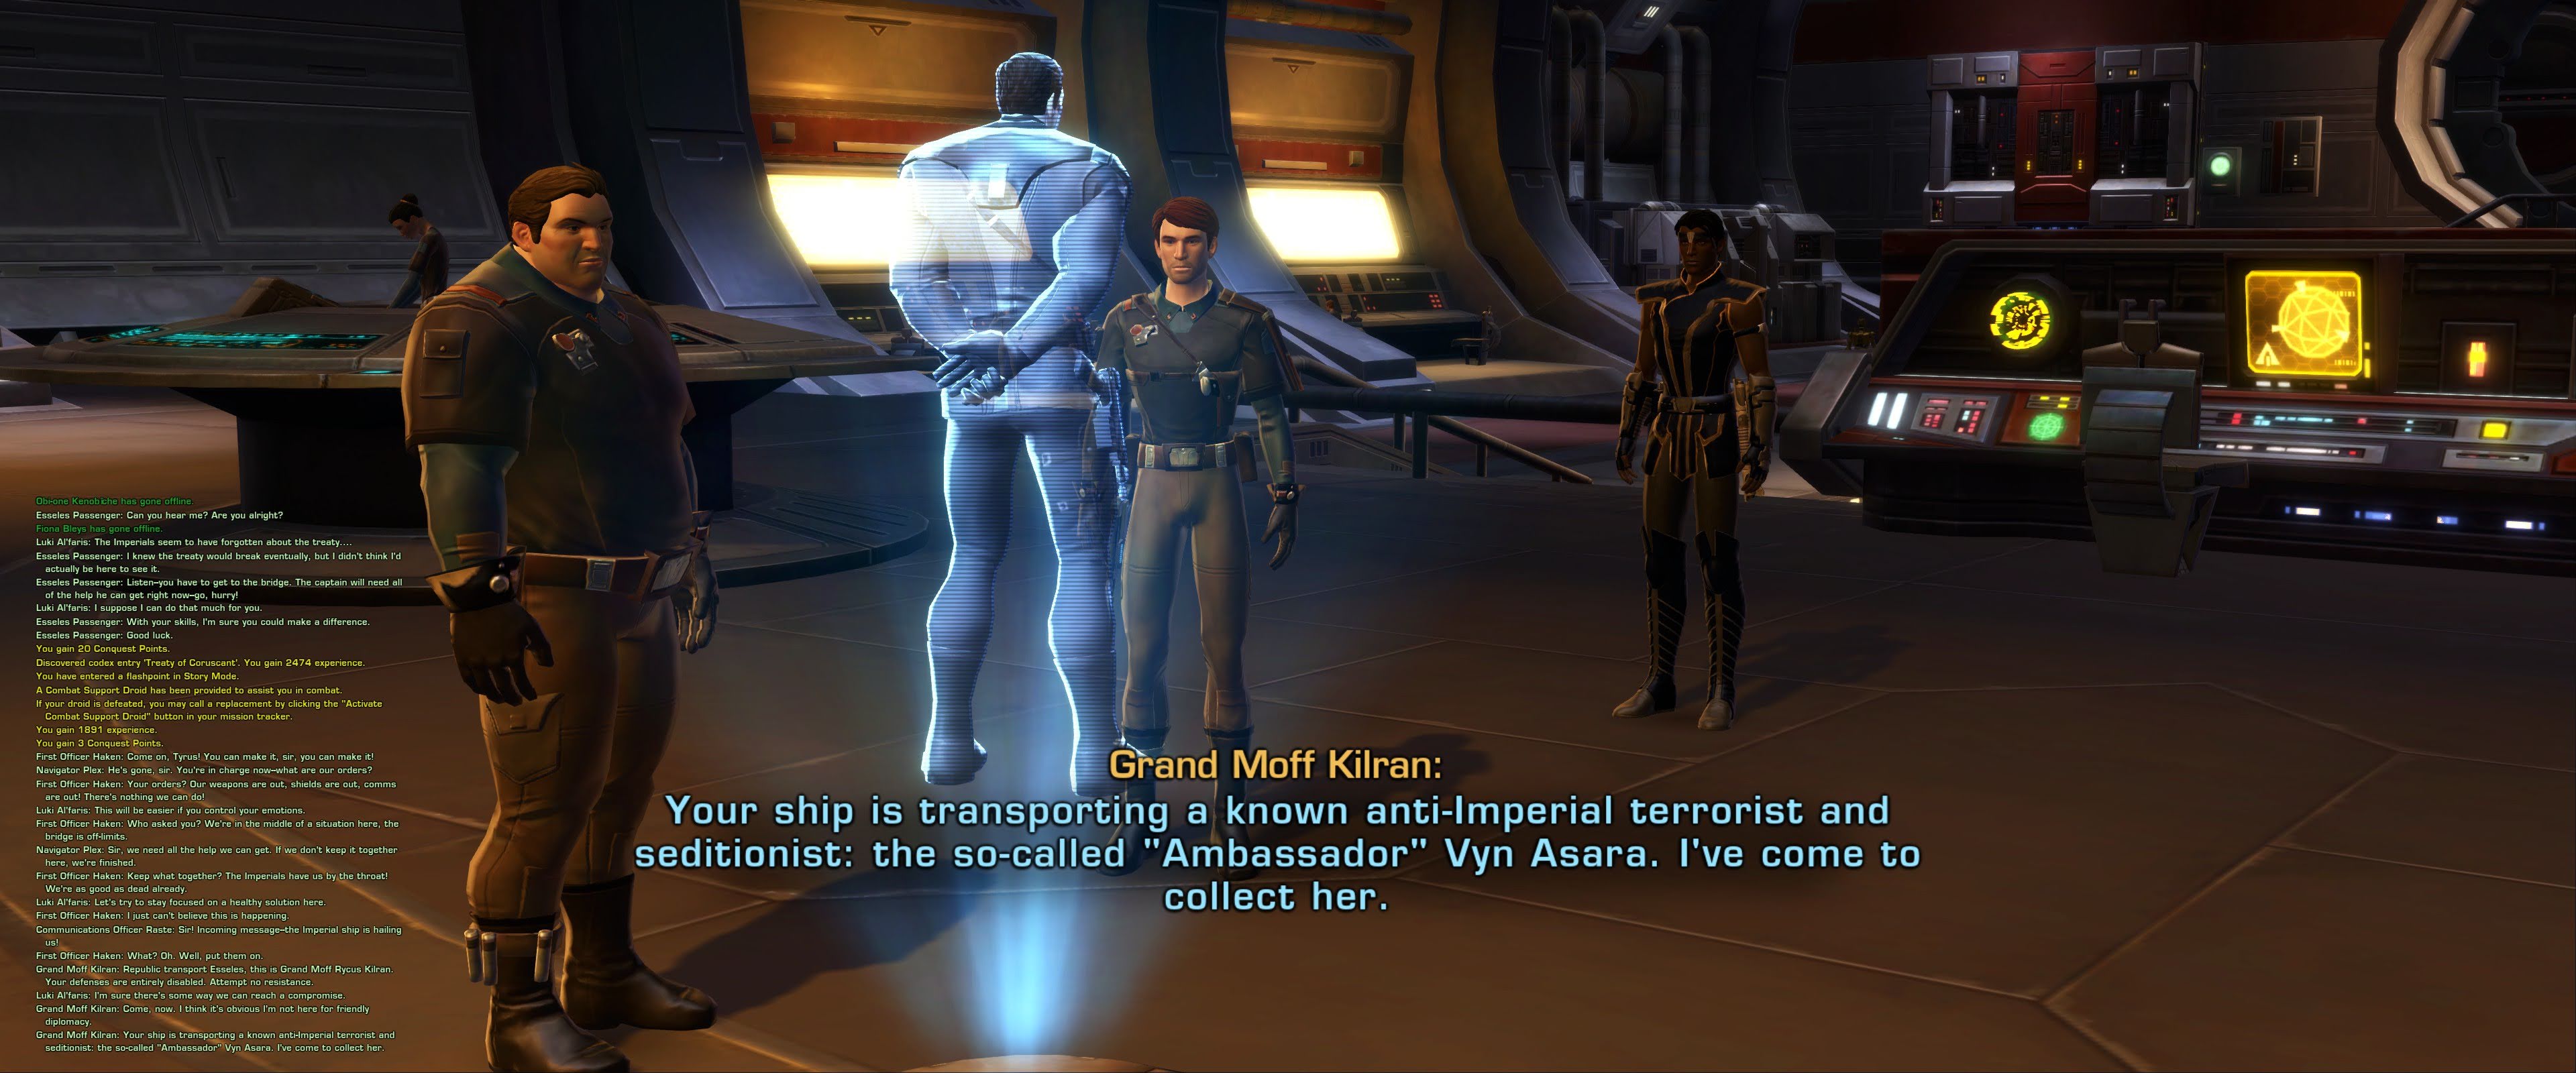 Obi-one Kenobiche has gone offline.
Esseles Passenger: Can you hear me? Are you alright?
Fiona Bleys has gone offline.
Luki Al'faris: The Imperials seem to have forgotten about the treaty....
Esseles Passenger: I knew the treaty would break eventually, but I didn't think I'd
actually be here to see it.
Esseles Passenger: Listen—you have to get to the bridge. The captain will need all
of the help he can get right now—go, hurry!
Luki Al'faris: I suppose I can do that much for you.
Esseles Passenger: With your skills, I'm sure you could make a difference.
Esseles Passenger: Good luck.
You gain 20 Conquest Points.
Discovered codex entry 'Treaty of Coruscant'. You gain 2474 experience.
You have entered a flashpoint in Story Mode.
A Combat Support Droid has been provided to assist you in combat.
If your droid is defeated, you may call a replacement by clicking the "Activate
Combat Support Droid" button in your mission tracker.
You gain 1891 experience.
You gain 3 Conquest Points.
First Officer Haken: Come on, Tyrus! You can make it, sir, you can make it!
Navigator Plex: He's gone, sir. You're in charge now—what are our orders?
First Officer Haken: Your orders? Our weapons are out, shields are out, comms
are out! There's nothing we can do!
Luki Al'faris: This will be easier if you control your emotions.
First Officer Haken: Who asked you? We're in the middle of a situation here, the
bridge is off-limits.
Navigator Plex: Sir, we need all the help we can get. If we don't keep it together
here, we're finished.
First Officer Haken: Keep what together? The Imperials have us by the throat!
We're as good as dead already.
Luki Al'faris: Let's try to stay focused on a healthy solution here.
First Officer Haken: I just can't believe this is happening.
Communications Officer Raste: Sir! Incoming message—the Imperial ship is hailing
us!
First Officer Haken: What? Oh. Well, put them on.
Grand Moff Kilran: Republic transport Esseles, this is Grand Moff Rycus Kilran.
Your defenses are entirely disabled. Attempt no resistance.
Luki Al'faris: I'm sure there's some way we can reach a compromise.
Grand Moff Kilran: Come, now. I think it's obvious I'm not here for friendly
diplomacy.
Grand Moff Kilran: Your ship is transporting a known anti-Imperial terrorist and
seditionist: the so-called "Ambassador" Vyn Asara. I've come to collect her.
Grand Moff Kilran:
Your ship is transporting a known anti-Imperial terrorist and
seditionist: the so-called "Ambassador" Vyn Asara. I've come to
collect her.